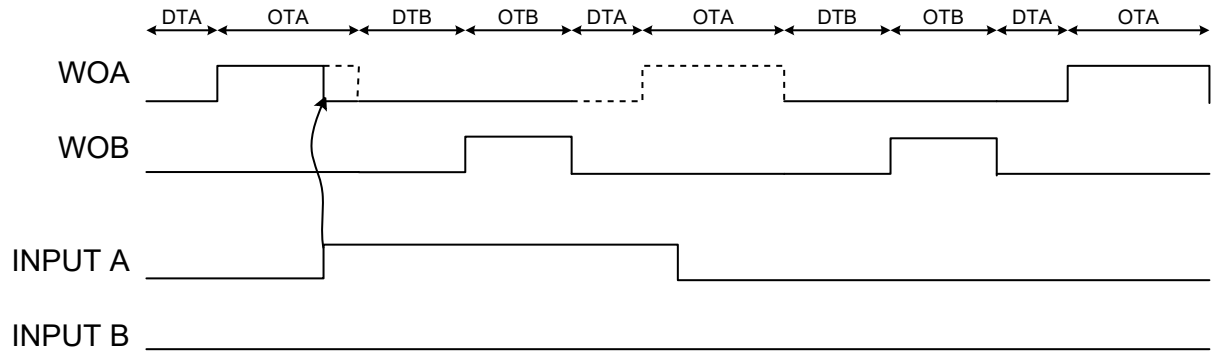 DTA OTA DTB OTB DTA OTA DTB OTB DTA OTA
WOA
WOB
INPUT A
INPUT B